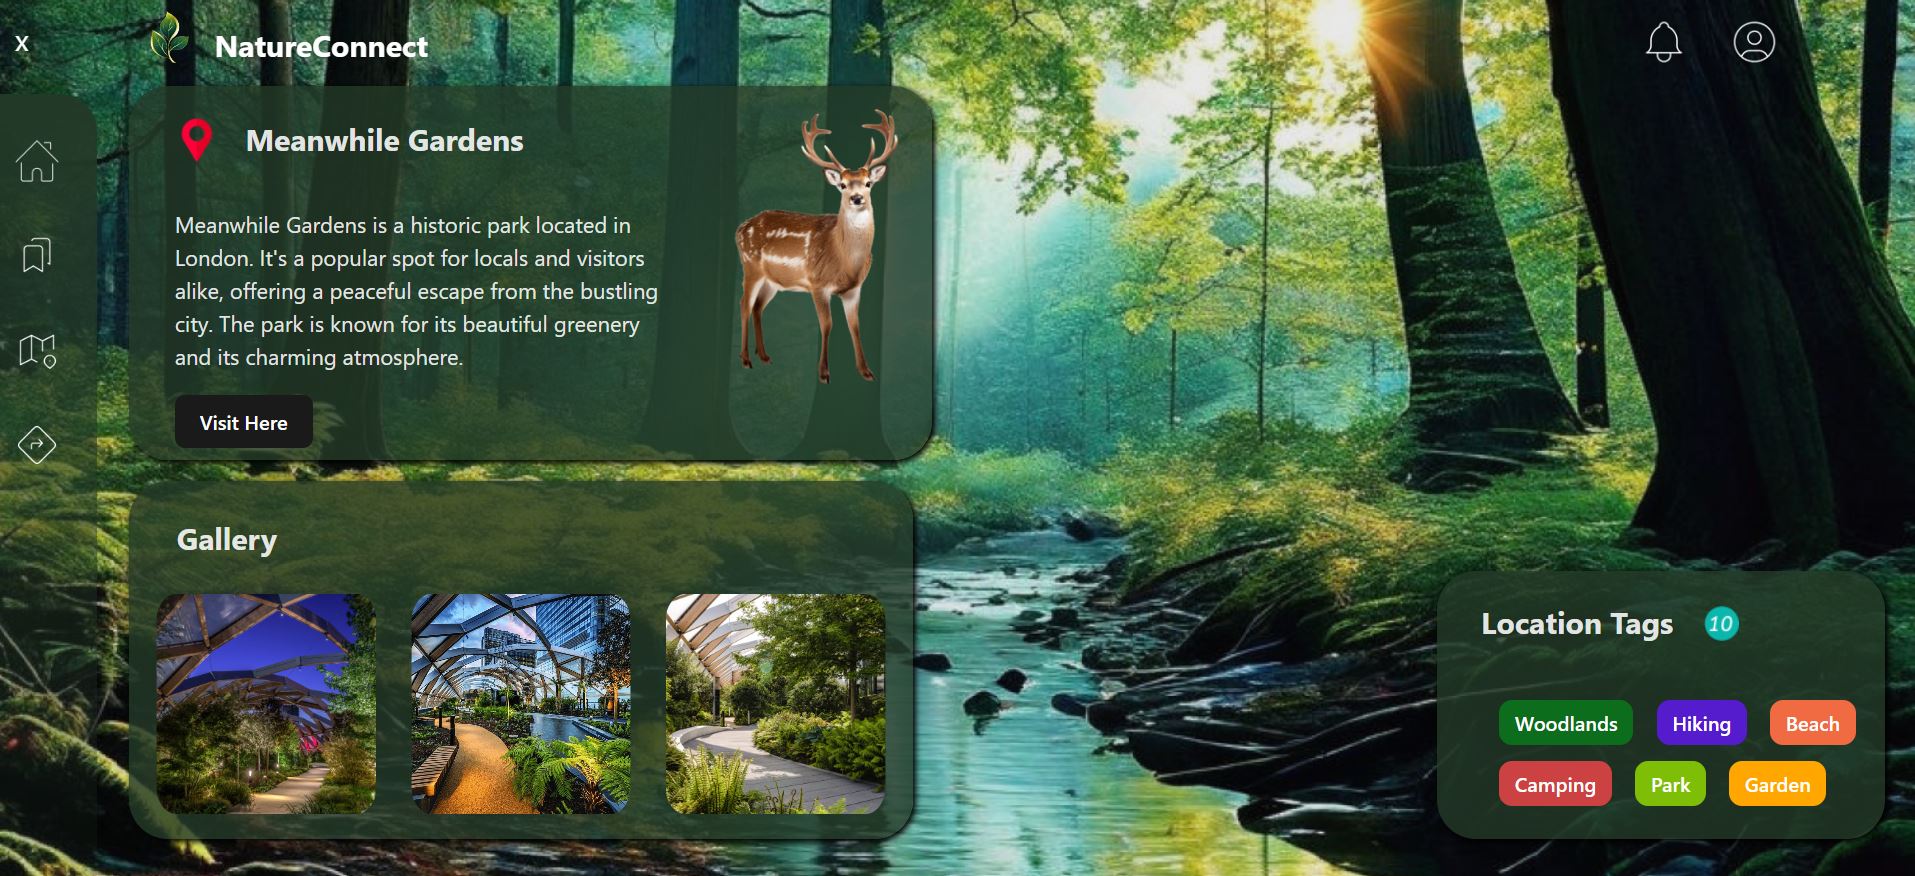 X
NatureConnect
Meanwhile Gardens
Meanwhile Gardens is a historic park located in
London. It's a popular spot for locals and visitors
alike, offering a peaceful escape from the bustling
city. The park is known for its beautiful greenery
and its charming atmosphere.
Visit Here
Gallery
Location Tags 10
Woodlands Hiking Beach
Camping Park Garden